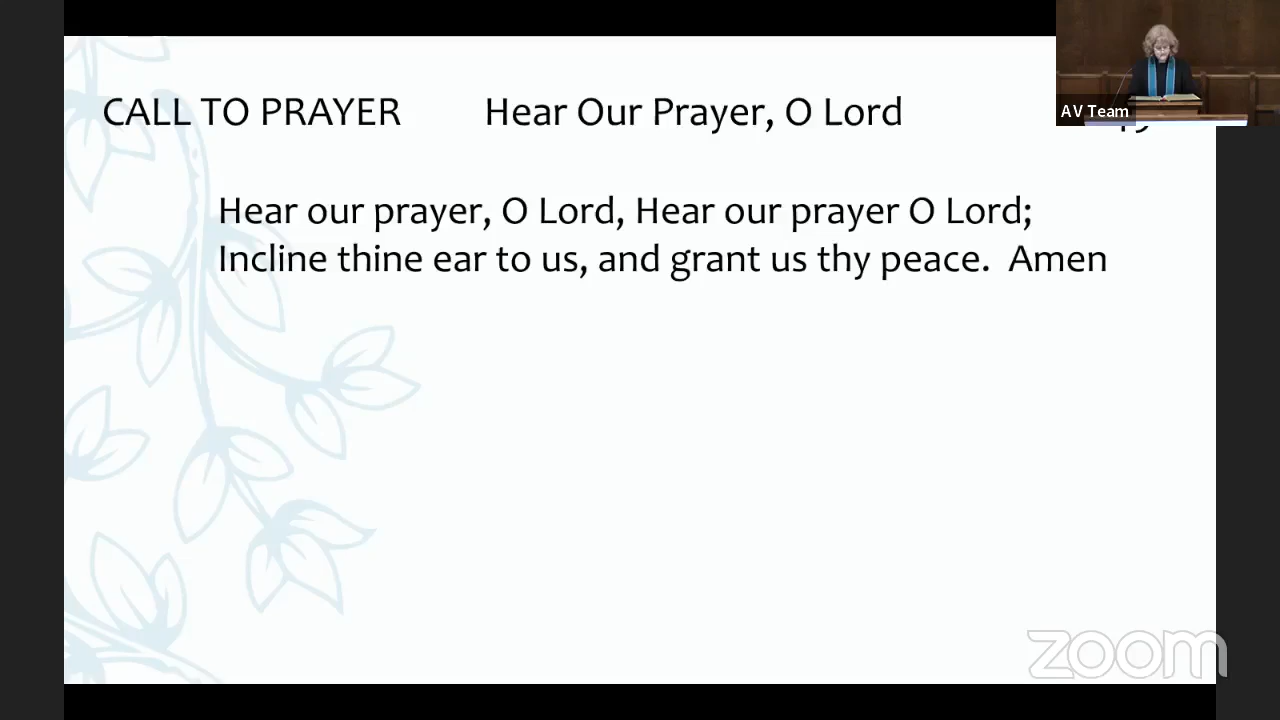 CALL TO PRAYER Hear Our Prayer, O Lord
AV Team
Hear our prayer, O Lord, Hear our prayer O Lord;
Incline thine ear to us, and grant us thy peace. Amen
zoom